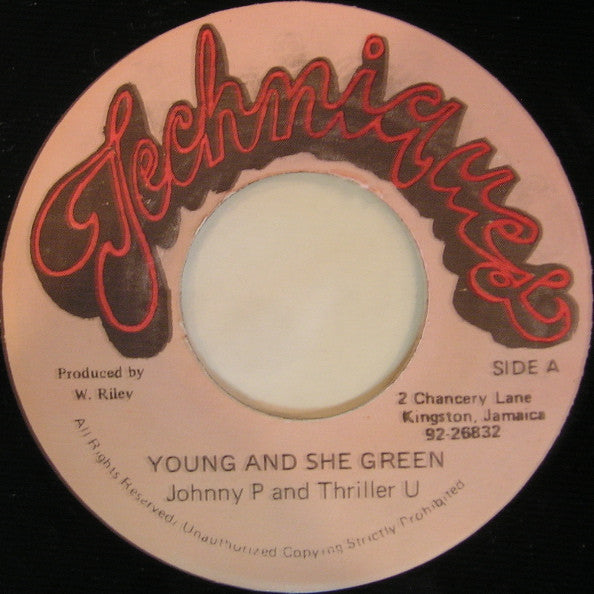 Techniques
SIDE A
Produced by
W. Riley
2 Chancery Lane
Kingston, Jamaica
92-26832
YOUNG AND SHE GREEN
Johnny P and Thriller U
All Rights Reserved, Unauthorized Copying Strictly Prohibited